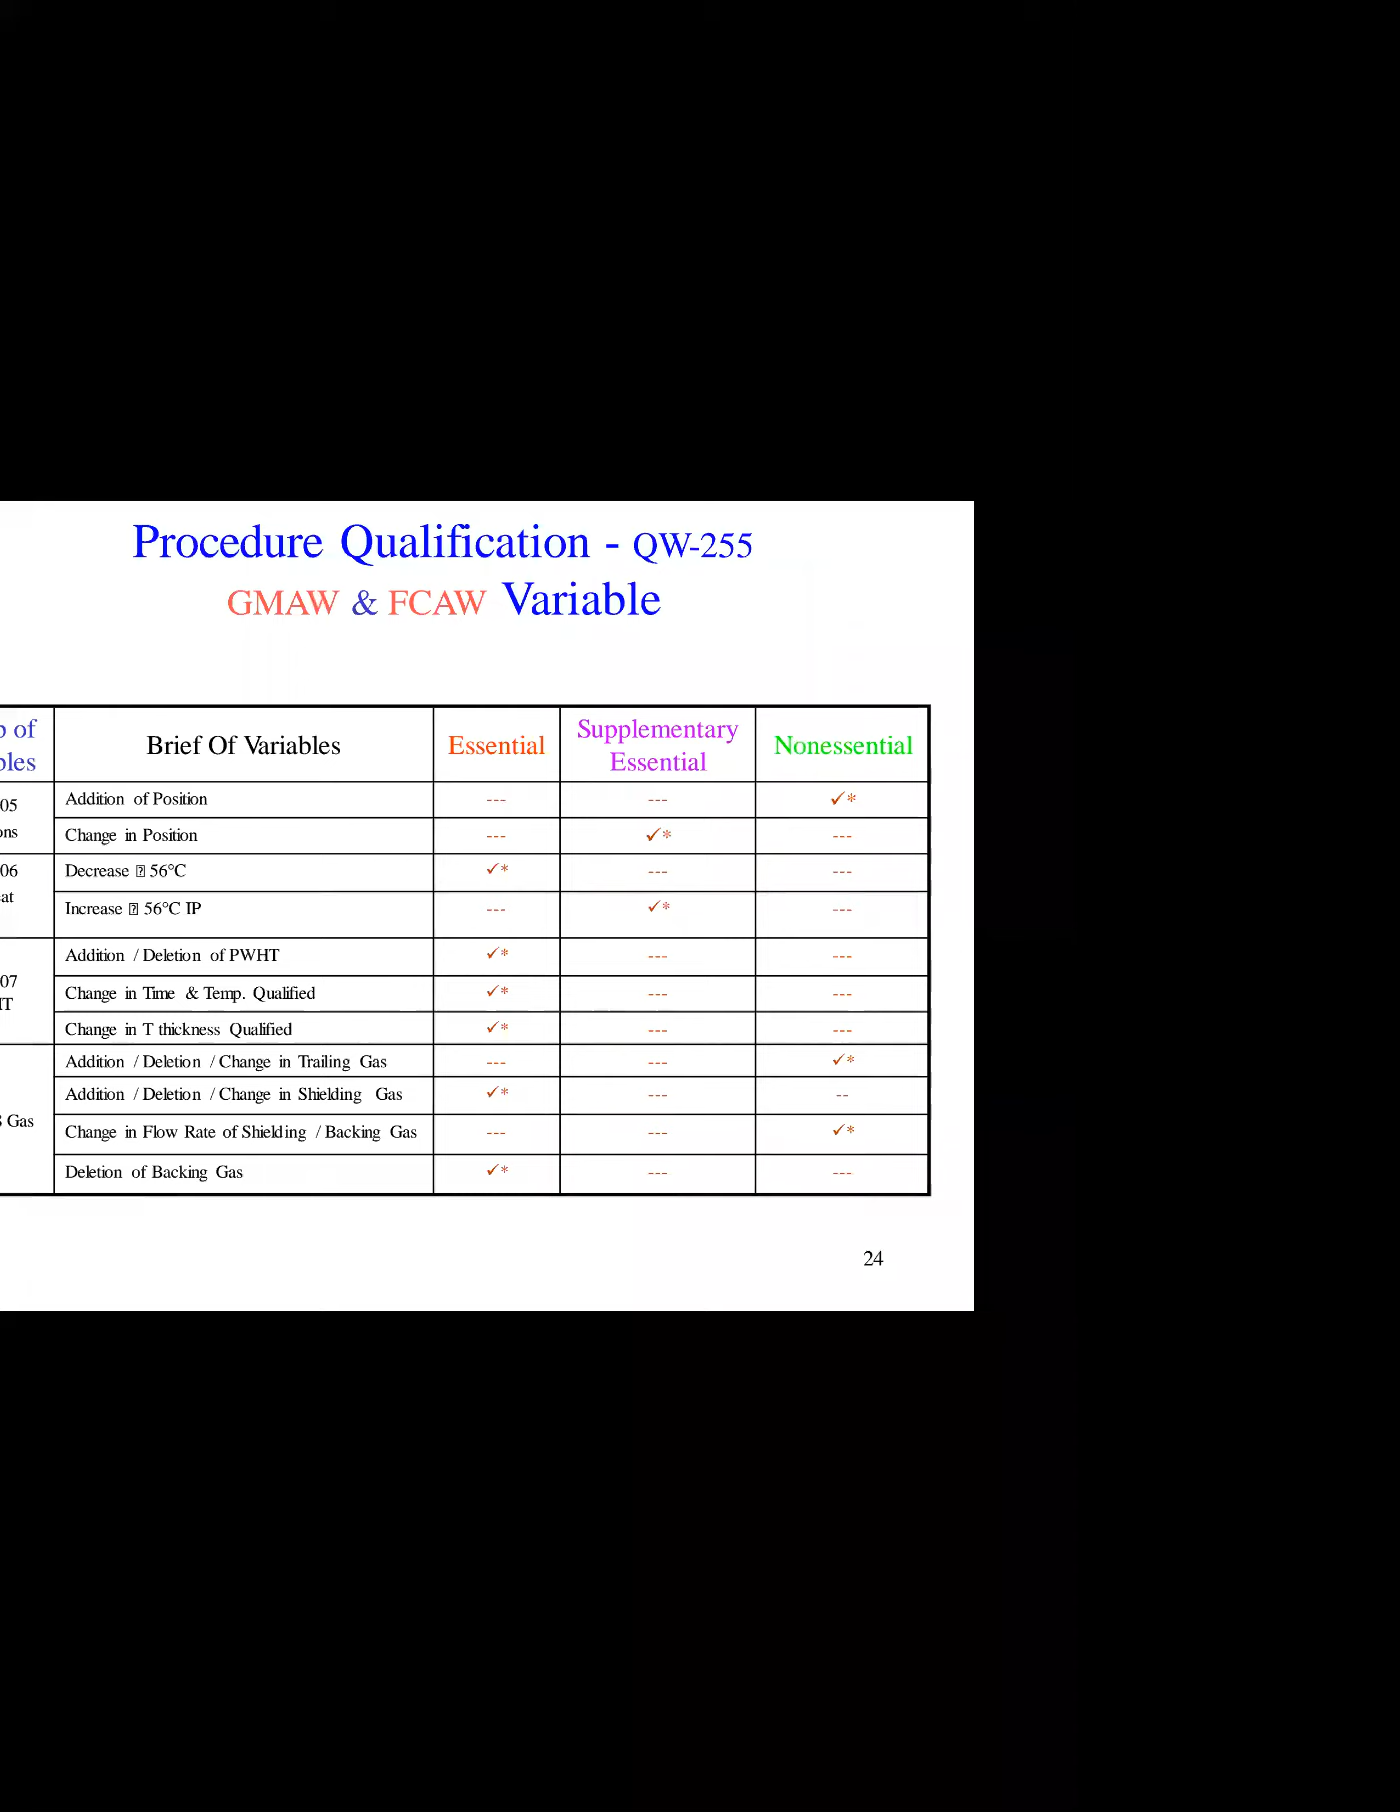 Procedure Qualification - QW-255
GMAW & FCAW Variable
of Brief Of Variables Essential Supplementary Essential Nonessential
05 Addition of Position --- --- ✓*
Change in Position --- ✓* ---
06 Decrease 56°C ✓* --- ---
Increase 56°C IP --- ✓* ---
Addition / Deletion of PWHT ✓* --- ---
07 Change in Time & Temp. Qualified ✓* --- ---
Change in T thickness Qualified ✓* --- ---
Addition / Deletion / Change in Trailing Gas --- --- ✓*
Addition / Deletion / Change in Shielding Gas ✓* --- --
Gas Change in Flow Rate of Shielding / Backing Gas --- --- ✓*
Deletion of Backing Gas ✓* --- ---
24